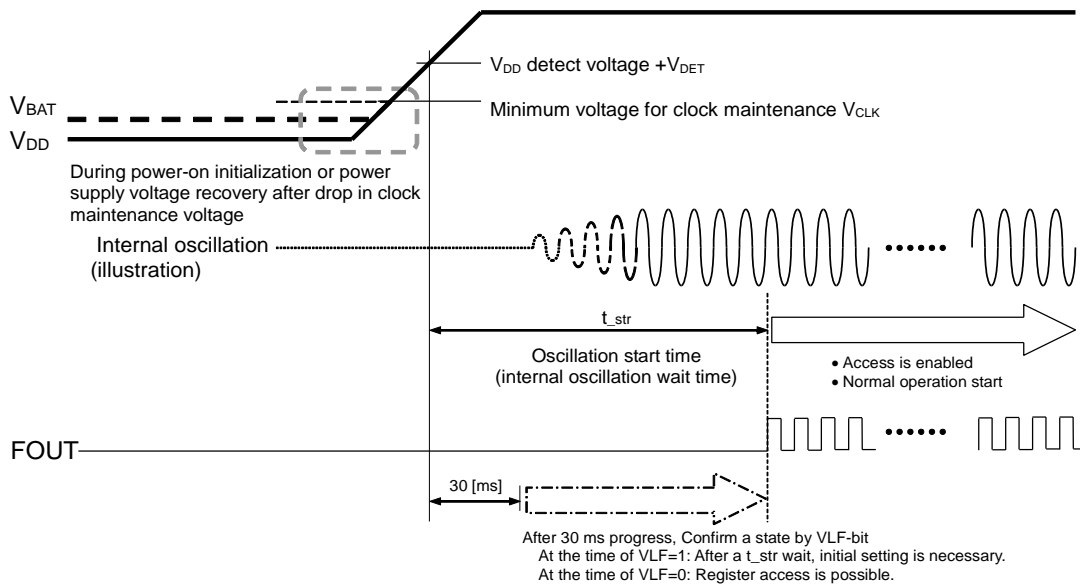 VDD detect voltage +VDET
VBAT
Minimum voltage for clock maintenance VCLK
VDD
During power-on initialization or power
supply voltage recovery after drop in clock
maintenance voltage
Internal oscillation
(illustration)
t_str
Oscillation start time
(internal oscillation wait time)
• Access is enabled
• Normal operation start
FOUT
30 [ms]
After 30 ms progress, Confirm a state by VLF-bit
At the time of VLF=1: After a t_str wait, initial setting is necessary.
At the time of VLF=0: Register access is possible.